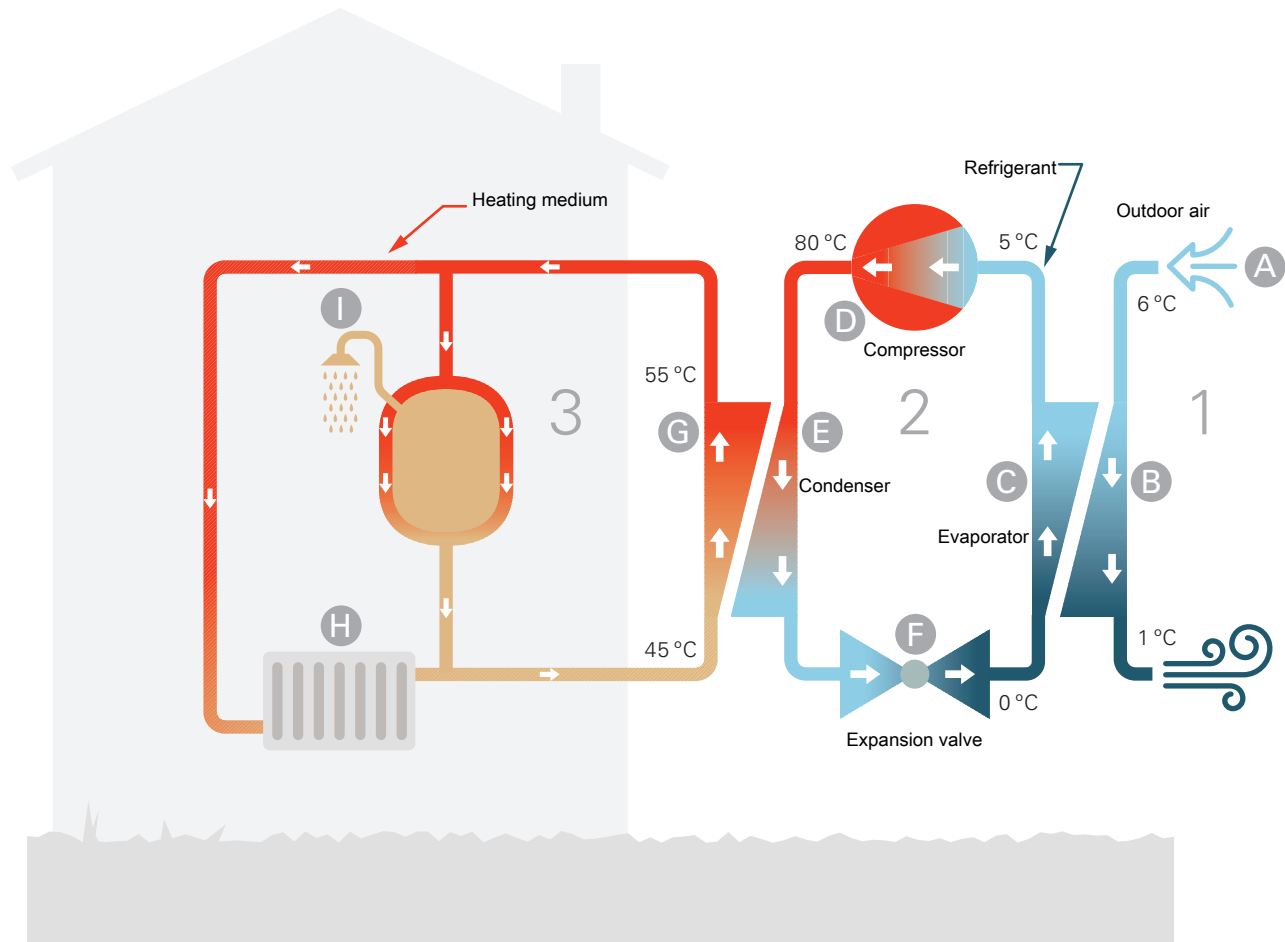 Refrigerant
Heating medium
Outdoor air
80 °C
5 °C
A
6 °C
I
D
Compressor
55 °C
3
2
1
G
E
Condenser
C
B
Evaporator
H
F
45 °C
1 °C
0 °C
Expansion valve